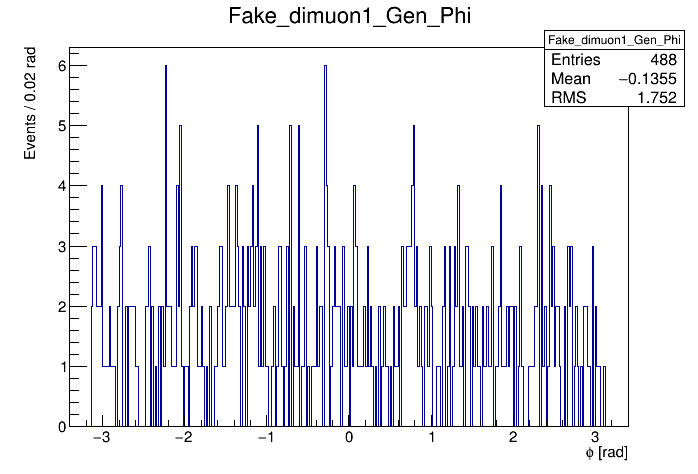 Fake_dimuon1_Gen_Phi
Fake_dimuon1_Gen_Phi
Entries 488
Mean −0.1355
RMS 1.752
Events / 0.02 rad
6
5
4
3
2
1
0
−3 −2 −1 0 1 2 3
ϕ [rad]